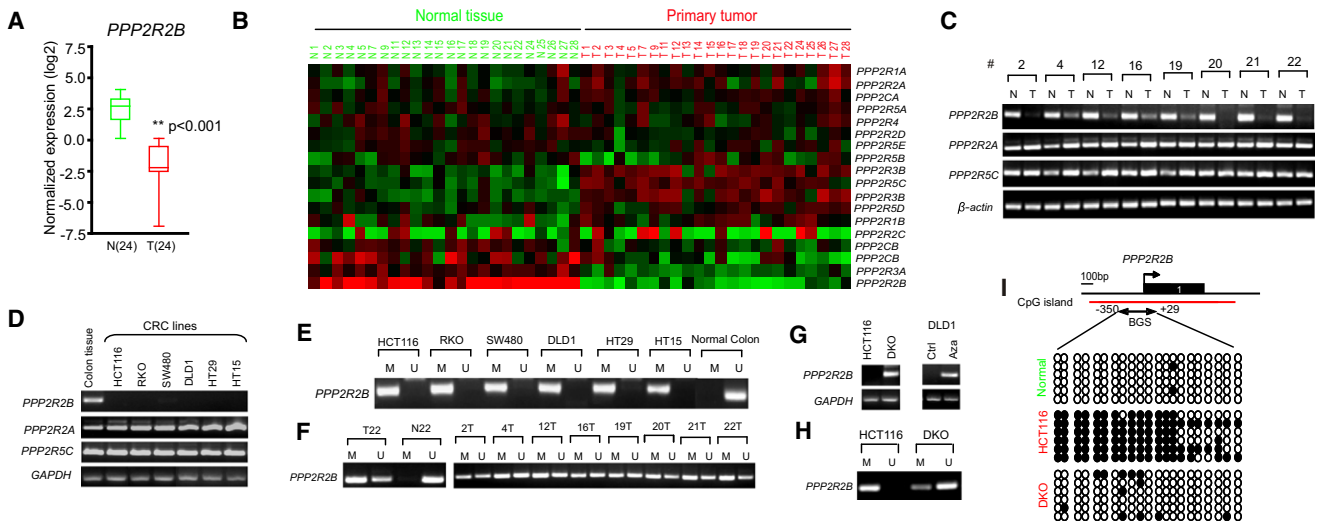 A
PPP2R2B
Normalized expression (log2)
7.5
5.0
2.5
0.0
-2.5
-5.0
-7.5
** p<0.001
N(24) T(24)
B
Normal tissue Primary tumor
PPP2R1A
PPP2R2A
PPP2CA
PPP2R5A
PPP2R4
PPP2R2D
PPP2R5E
PPP2R5B
PPP2R3B
PPP2R5C
PPP2R3B
PPP2R5D
PPP2R1B
PPP2R2C
PPP2CB
PPP2CB
PPP2R3A
PPP2R2B
C
# 2 4 12 16 19 20 21 22
N T N T N T N T N T N T N T N T
PPP2R2B
PPP2R2A
PPP2R5C
β-actin
D
CRC lines
Colon tissue HCT116 RKO SW480 DLD1 HT29 HT15
PPP2R2B
PPP2R2A
PPP2R5C
GAPDH
E
HCT116 RKO SW480 DLD1 HT29 HT15 Normal Colon
M U M U M U M U M U M U M U
PPP2R2B
F
T22 N22 2T 4T 12T 16T 19T 20T 21T 22T
M U M U M U M U M U M U M U M U M U M U
PPP2R2B
G
HCT116 DKO
DLD1
Ctrl Aza
PPP2R2B
GAPDH
H
HCT116 DKO
M U M U
PPP2R2B
I
PPP2R2B
100bp
1
CpG island
-350 +29
BGS
Normal
HCT116
DKO